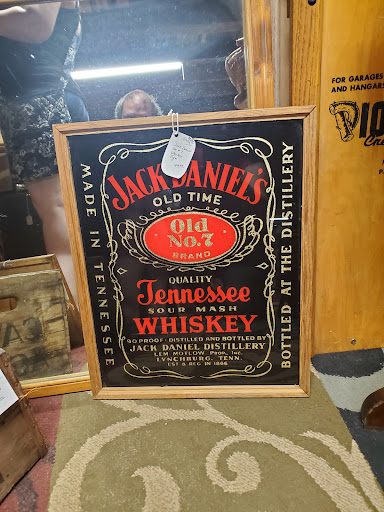 JACK DANIEL'S
OLD TIME
Old
No.7
BRAND
QUALITY
Tennessee
SOUR MASH
WHISKEY
90 PROOF · DISTILLED AND BOTTLED BY
JACK DANIEL DISTILLERY
LEM MOTLOW, PROP., INC.
LYNCHBURG, TENN.
EST & REG. IN 1866
MADE IN TENNESSEE
BOTTLED AT THE DISTILLERY
FOR GARAGES
AND HANGARS